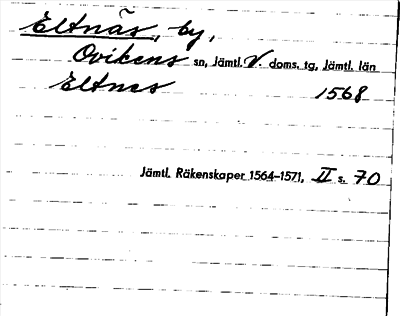 Eltnäs, by,
Ovikens sn, Jämtl. V. doms. tg, Jämtl. län
Eltnes 1568
Jämtl. Räkenskaper 1564-1571, II s. 70